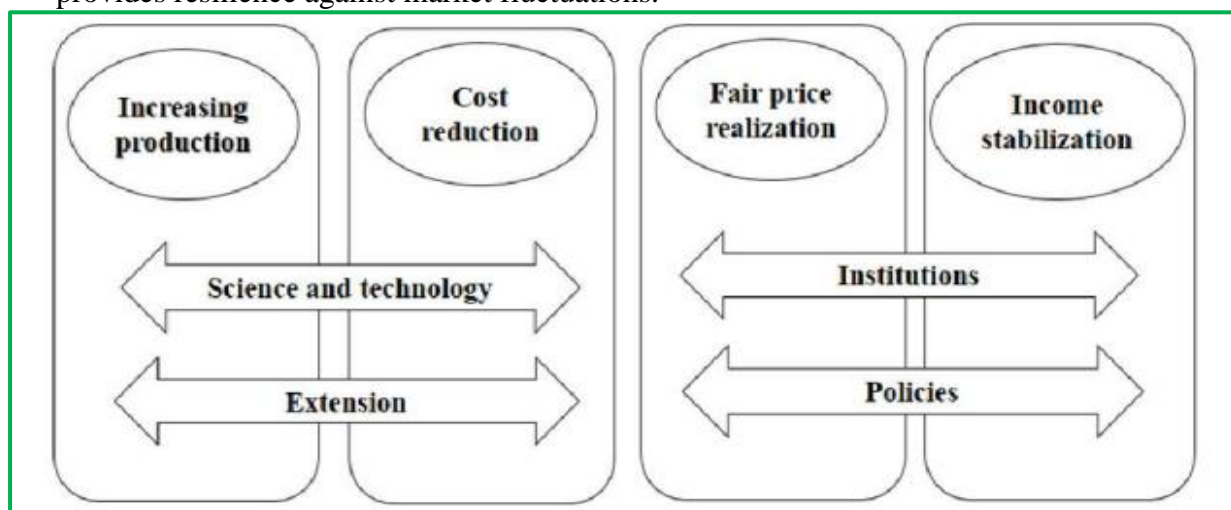 provides resilience against market fluctuations.
Increasing
production
Cost
reduction
Fair price
realization
Income
stabilization
Science and technology
Institutions
Extension
Policies